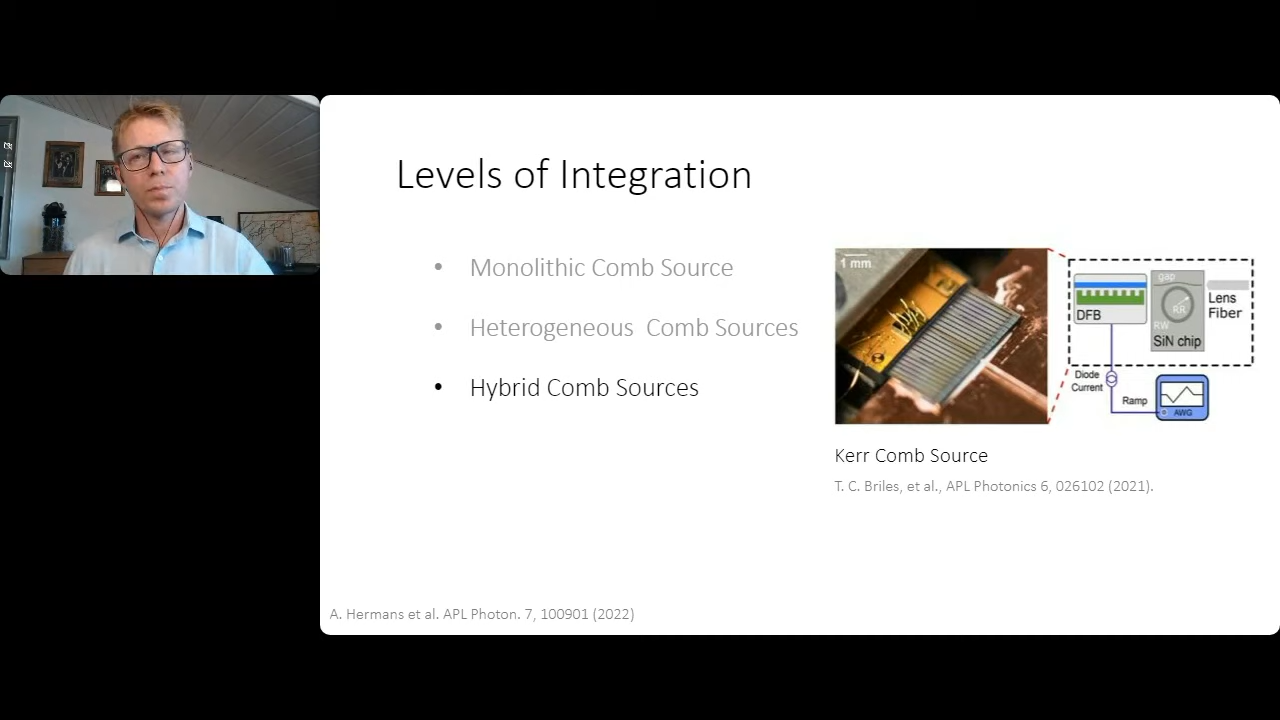 Levels of Integration
• Monolithic Comb Source
• Heterogeneous Comb Sources
• Hybrid Comb Sources
1 mm
DFB
gap
RR
RW
SiN chip
Lens
Fiber
Diode
Current
Ramp
AWG
Kerr Comb Source
T. C. Briles, et al., APL Photonics 6, 026102 (2021).
A. Hermans et al. APL Photon. 7, 100901 (2022)